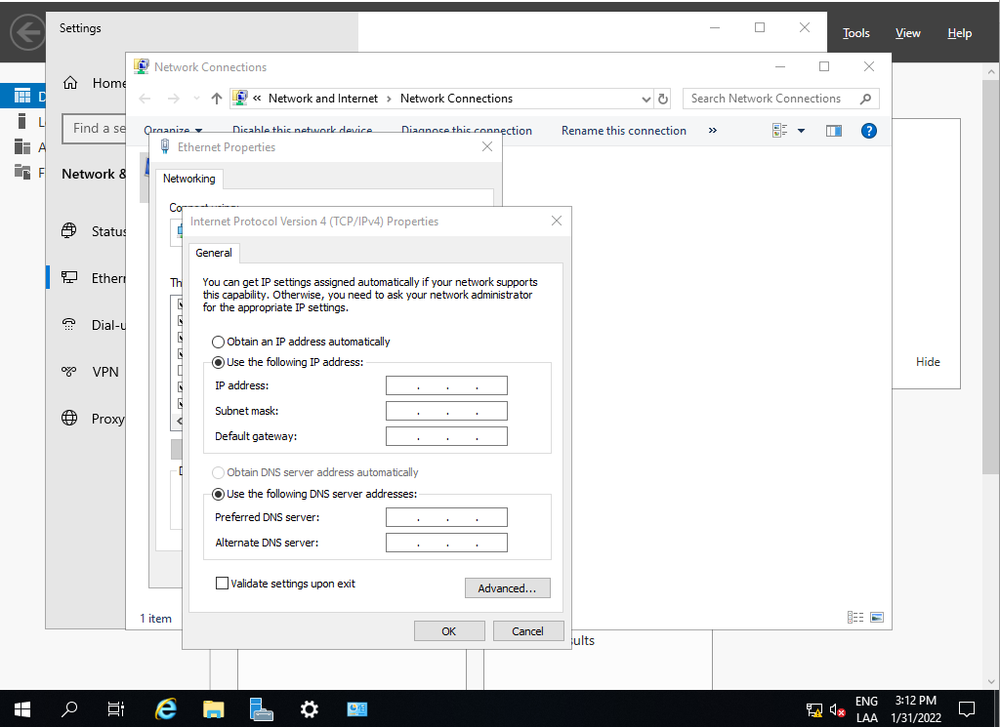 Settings
Tools
View
Help
Network Connections
Home
« Network and Internet › Network Connections
Search Network Connections
Find a se
Organize
Disable this network device
Diagnose this connection
Rename this connection
»
Ethernet Properties
Network &
Networking
Internet Protocol Version 4 (TCP/IPv4) Properties
Status
General
You can get IP settings assigned automatically if your network supports
this capability. Otherwise, you need to ask your network administrator
for the appropriate IP settings.
Obtain an IP address automatically
Use the following IP address:
IP address:
Subnet mask:
Default gateway:
Hide
VPN
Proxy
Obtain DNS server address automatically
Use the following DNS server addresses:
Preferred DNS server:
Alternate DNS server:
Validate settings upon exit
Advanced...
1 item
OK
Cancel
ENG
LAA
3:12 PM
1/31/2022